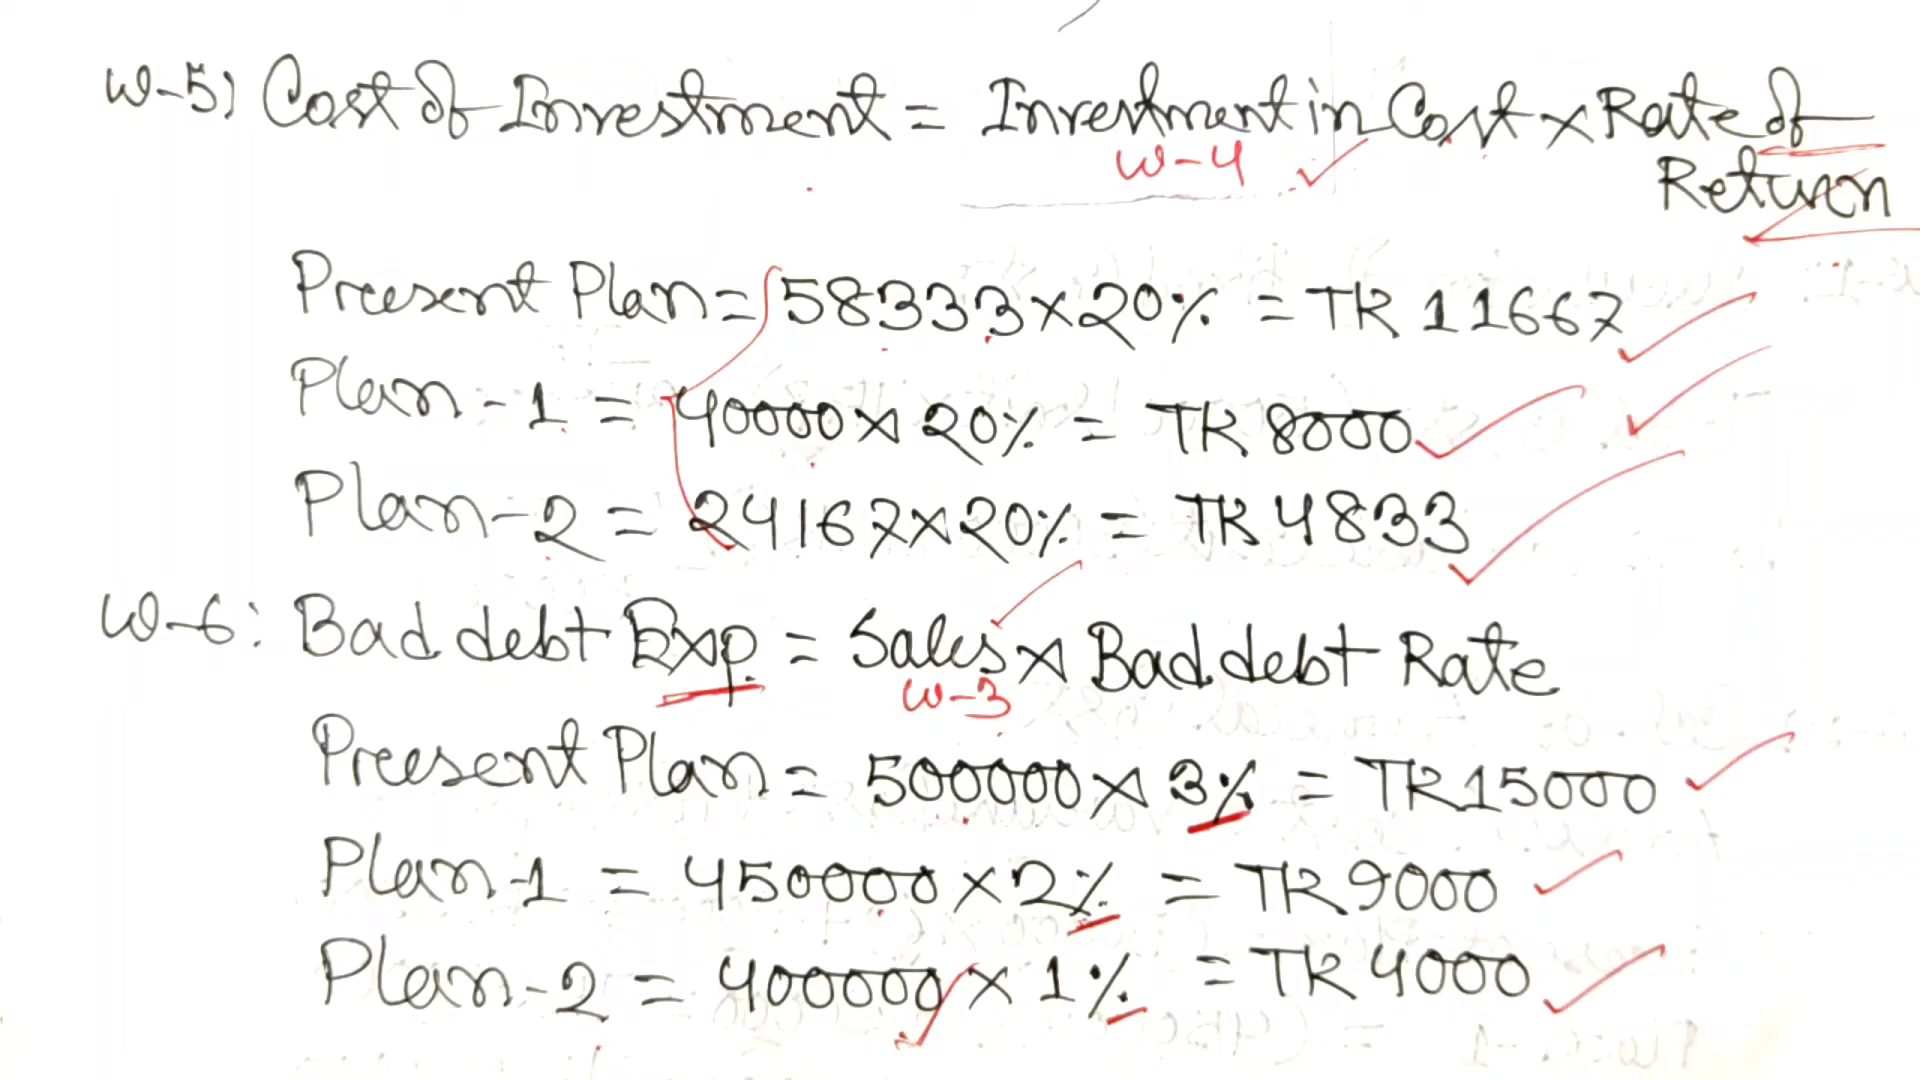 W-5) Cost of Investment = Investment in Cost × Rate of
W-4
Return
Present Plan = 58333×20% = TK 11667
Plan-1 = 40000×20% = TK 8000
Plan-2 = 24167×20% = TK 4833
W-6: Bad debt Exp. = Sales × Bad debt Rate
W-3
Present Plan = 500000 × 3% = TK 15000
Plan-1 = 450000 ×2% = TK 9000
Plan-2 = 400000 × 1% = TK 4000